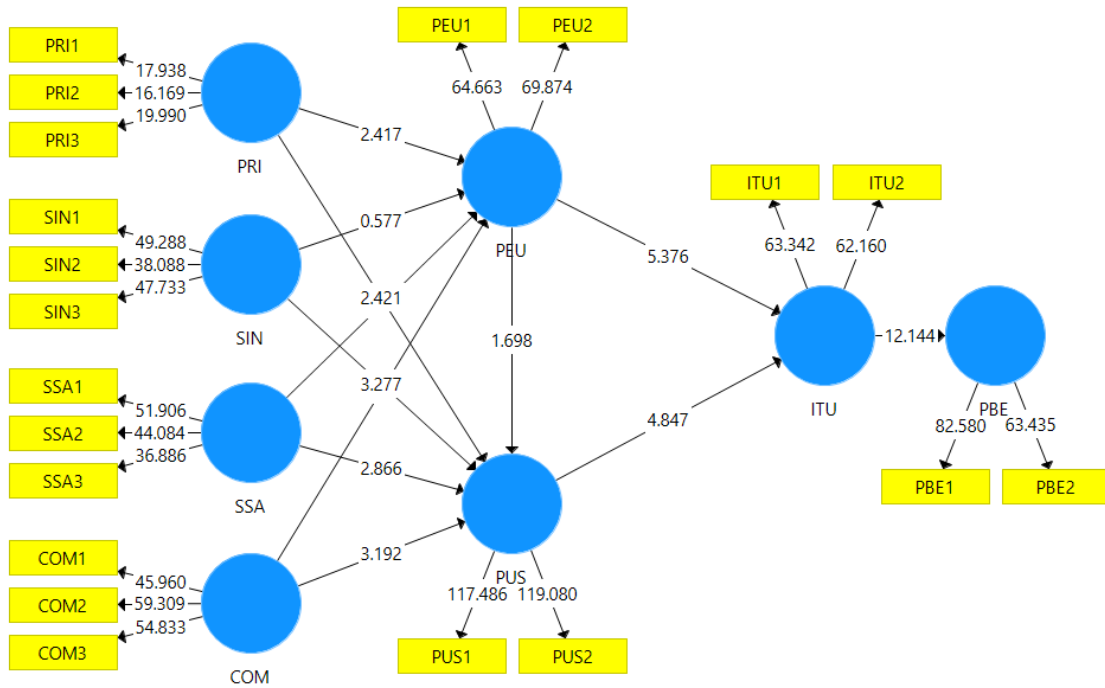 PEU1
PEU2
PRI1
PRI2
PRI3
17.938
16.169
19.990
PRI
64.663
69.874
2.417
PEU
SIN1
SIN2
SIN3
49.288
38.088
47.733
SIN
0.577
2.421
3.277
1.698
5.376
ITU1
ITU2
63.342
62.160
ITU
12.144
PBE
82.580
63.435
PBE1
PBE2
SSA1
SSA2
SSA3
51.906
44.084
36.886
SSA
2.866
4.847
COM1
COM2
COM3
45.960
59.309
54.833
COM
3.192
PUS
117.486
119.080
PUS1
PUS2